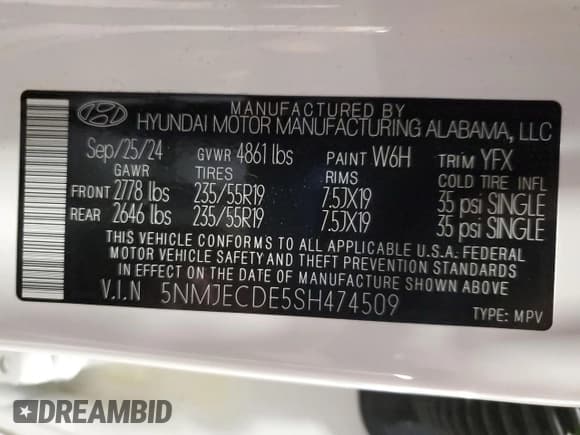 MANUFACTURED BY
HYUNDAI MOTOR MANUFACTURING ALABAMA, LLC
Sep/25/24 GVWR 4861 lbs PAINT W6H TRIM YFX
GAWR TIRES RIMS COLD TIRE INFL
FRONT 2778 lbs 235/55R19 7.5JX19 35 psi SINGLE
REAR 2646 lbs 235/55R19 7.5JX19 35 psi SINGLE
THIS VEHICLE CONFORMS TO ALL APPLICABLE U.S.A. FEDERAL
MOTOR VEHICLE SAFETY AND THEFT PREVENTION STANDARDS
IN EFFECT ON THE DATE OF MANUFACTURE SHOWN ABOVE
V.I.N 5NMJECDE5SH474509
TYPE: MPV
DREAMBID